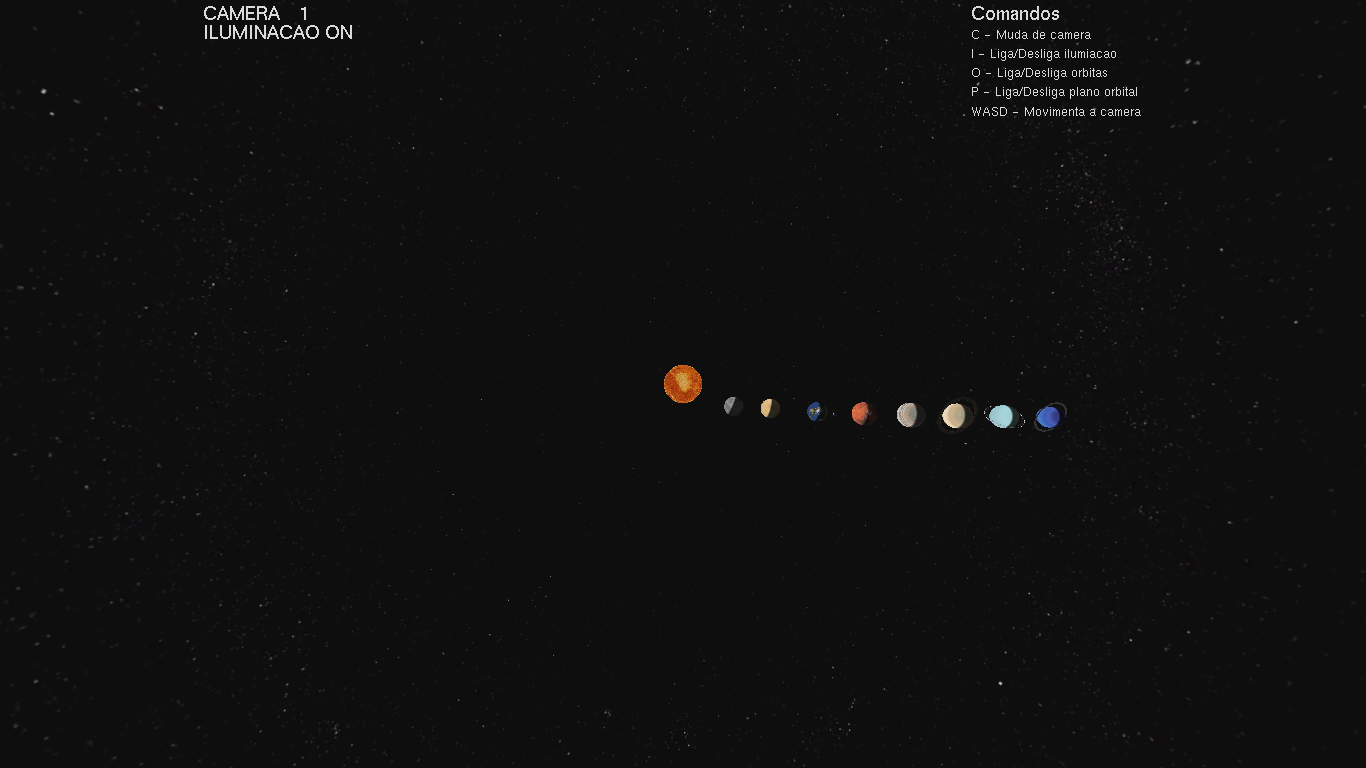 CAMERA 1
ILUMINACAO ON
Comandos
C - Muda de camera
I - Liga/Desliga ilumiacao
O - Liga/Desliga orbitas
P - Liga/Desliga plano orbital
WASD - Movimenta a camera